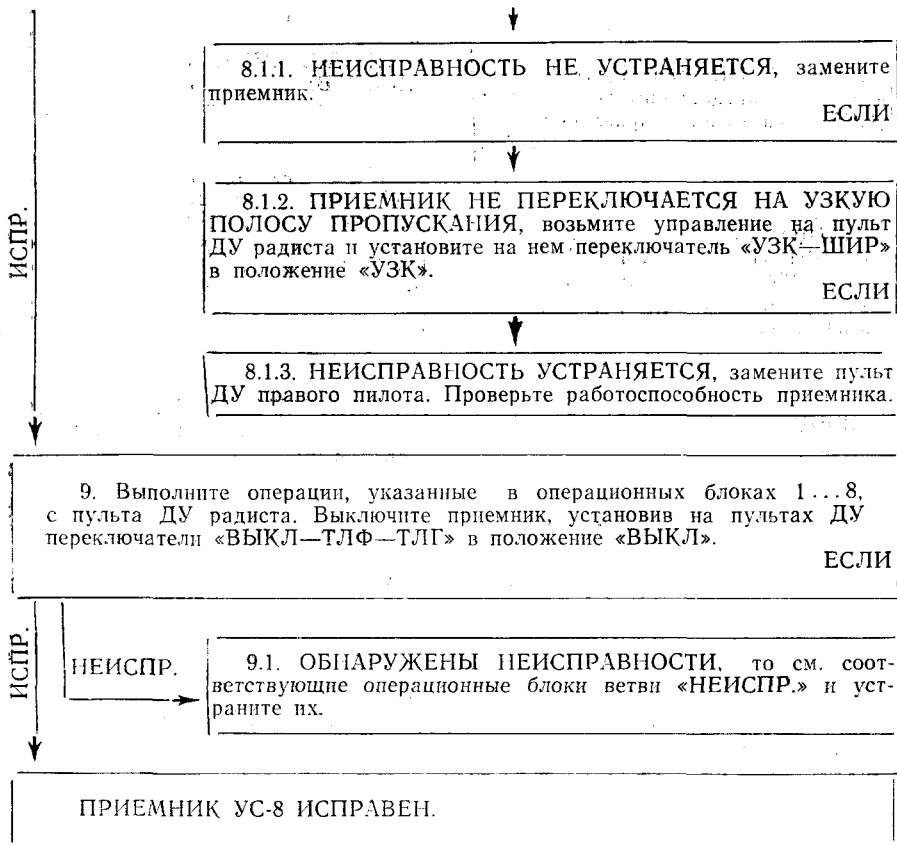 8.1.1. НЕИСПРАВНОСТЬ НЕ УСТРАНЯЕТСЯ, замените
приемник.
ЕСЛИ
ИСПР.
8.1.2. ПРИЕМНИК НЕ ПЕРЕКЛЮЧАЕТСЯ НА УЗКУЮ
ПОЛОСУ ПРОПУСКАНИЯ, возьмите управление на пульт
ДУ радиста и установите на нем переключатель «УЗК—ШИР»
в положение «УЗК».
ЕСЛИ
8.1.3. НЕИСПРАВНОСТЬ УСТРАНЯЕТСЯ, замените пульт
ДУ правого пилота. Проверьте работоспособность приемника.
9. Выполните операции, указанные в операционных блоках 1...8,
с пульта ДУ радиста. Выключите приемник, установив на пультах ДУ
переключатели «ВЫКЛ—ТЛФ—ТЛГ» в положение «ВЫКЛ».
ЕСЛИ
ИСПР.
НЕИСПР.
9.1. ОБНАРУЖЕНЫ НЕИСПРАВНОСТИ, то см. соот-
ветствующие операционные блоки ветви «НЕИСПР.» и уст-
раните их.
ПРИЕМНИК УС-8 ИСПРАВЕН.